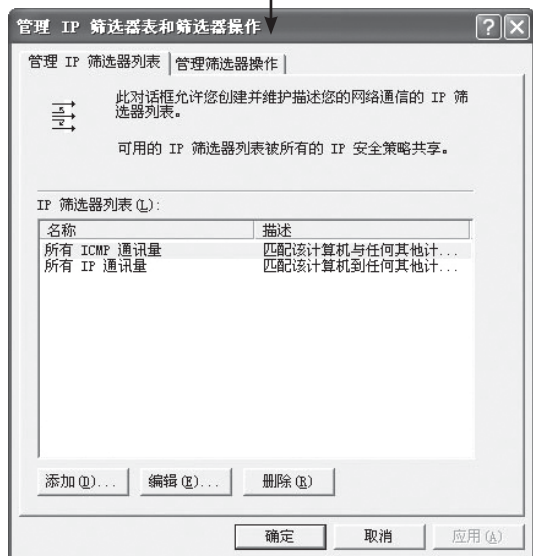 管理 IP 筛选器表和筛选器操作
管理 IP 筛选器列表 管理筛选器操作
此对话框允许您创建并维护描述您的网络通信的 IP 筛
选器列表。
可用的 IP 筛选器列表被所有的 IP 安全策略共享。
IP 筛选器列表(L):
名称 描述
所有 ICMP 通讯量 匹配该计算机与任何其他计...
所有 IP 通讯量 匹配该计算机到任何其他计...
添加(D)... 编辑(E)... 删除(R)
确定 取消 应用(A)